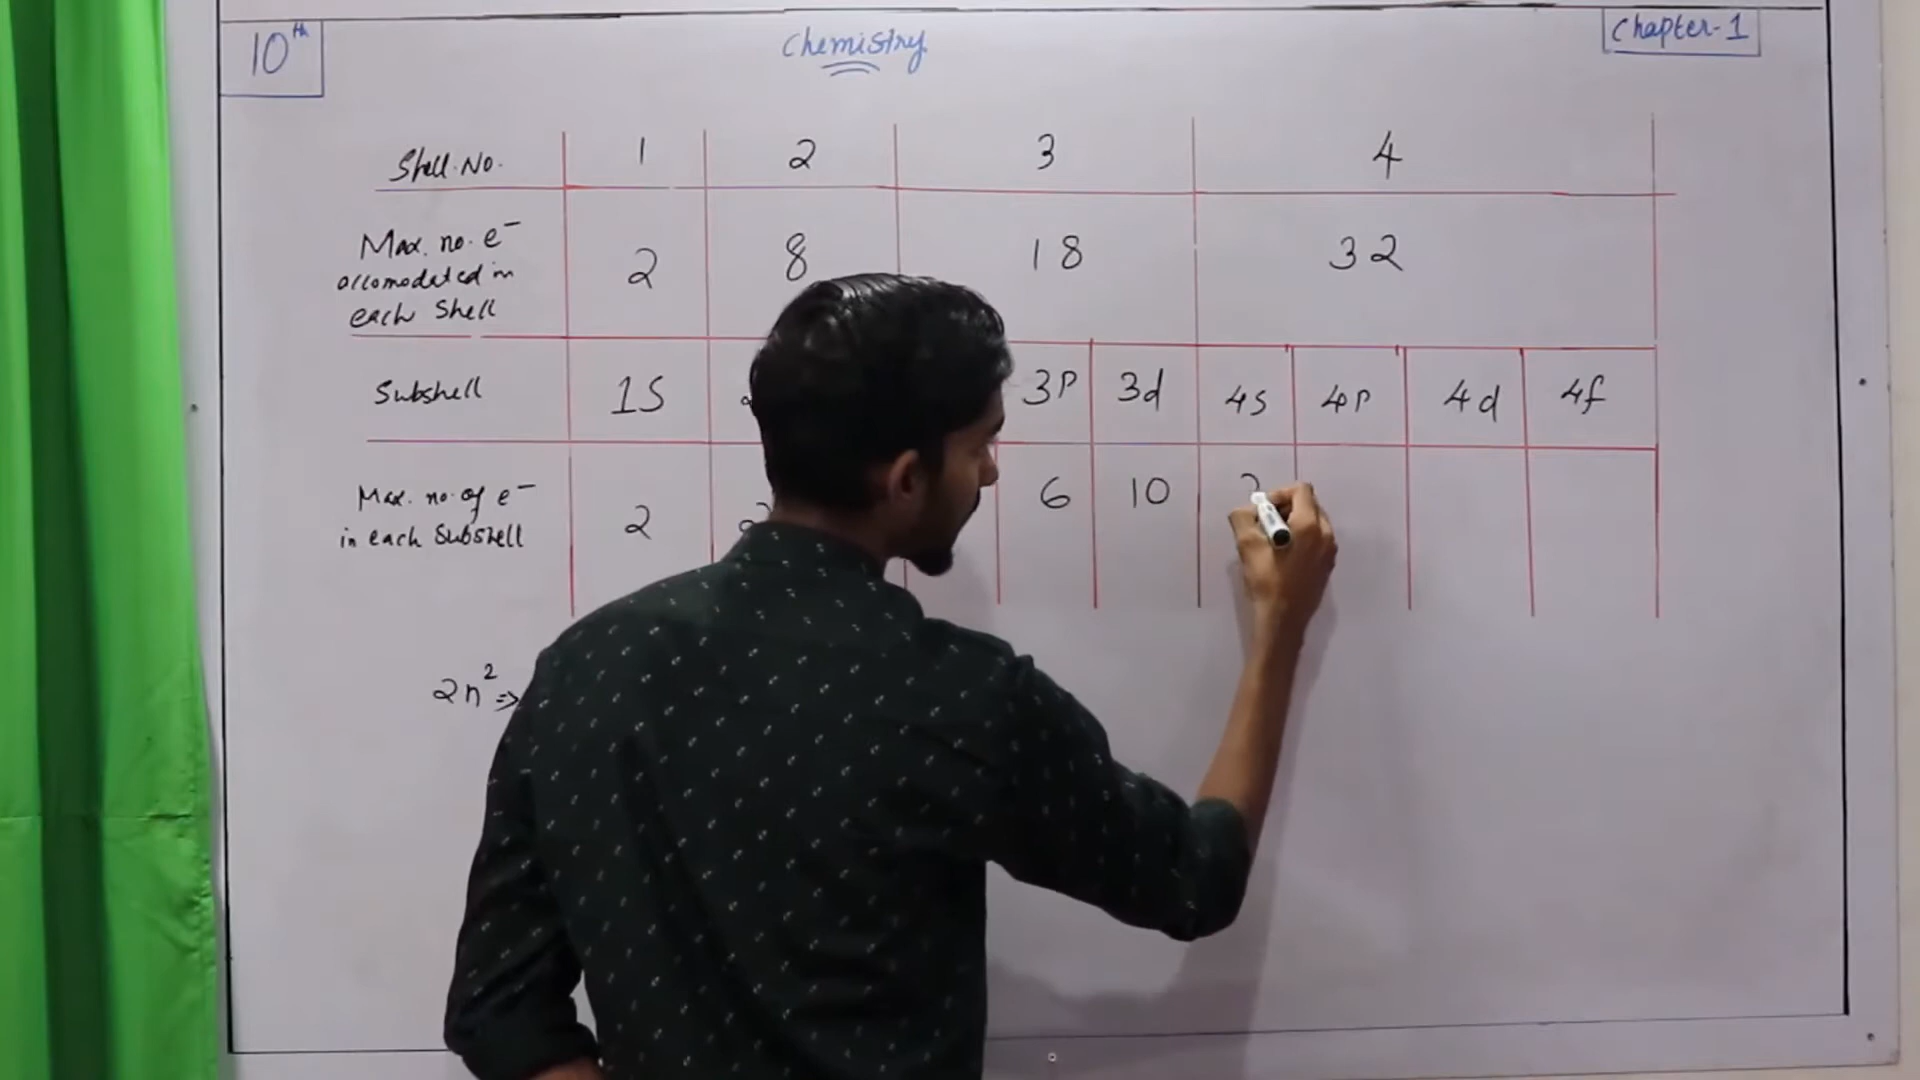 10th
Chemistry
Chapter-1
Shell.No. 1 2 3 4
Max. no. e⁻
accomodated in
each Shell
2 8 18 32
Subshell 1S 3P 3d 4s 4P 4d 4f
Max. no. of e⁻
in each Subshell
2 2 6 10 2
2n² ⇒